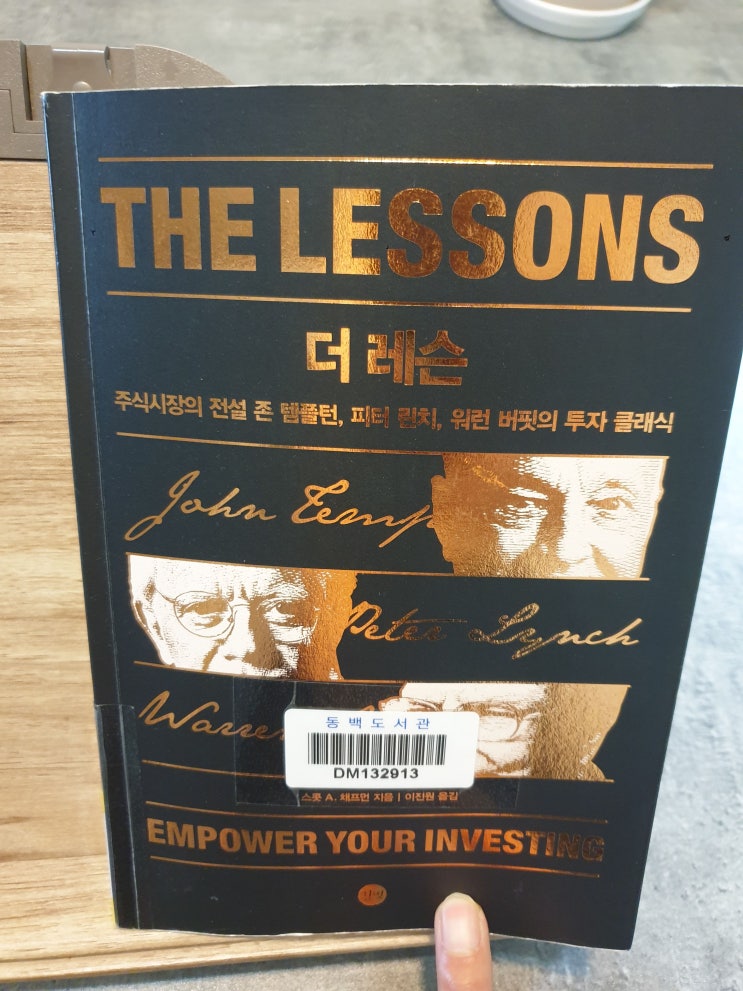 THE LESSONS
더 레슨
주식시장의 전설 존 템플턴, 피터 린치, 워런 버핏의 투자 클래식
John Temp
Peter Lynch
Warre
동백도서관
DM132913
스콧 A. 채프먼 지음 | 이진원 옮김
EMPOWER YOUR INVESTING